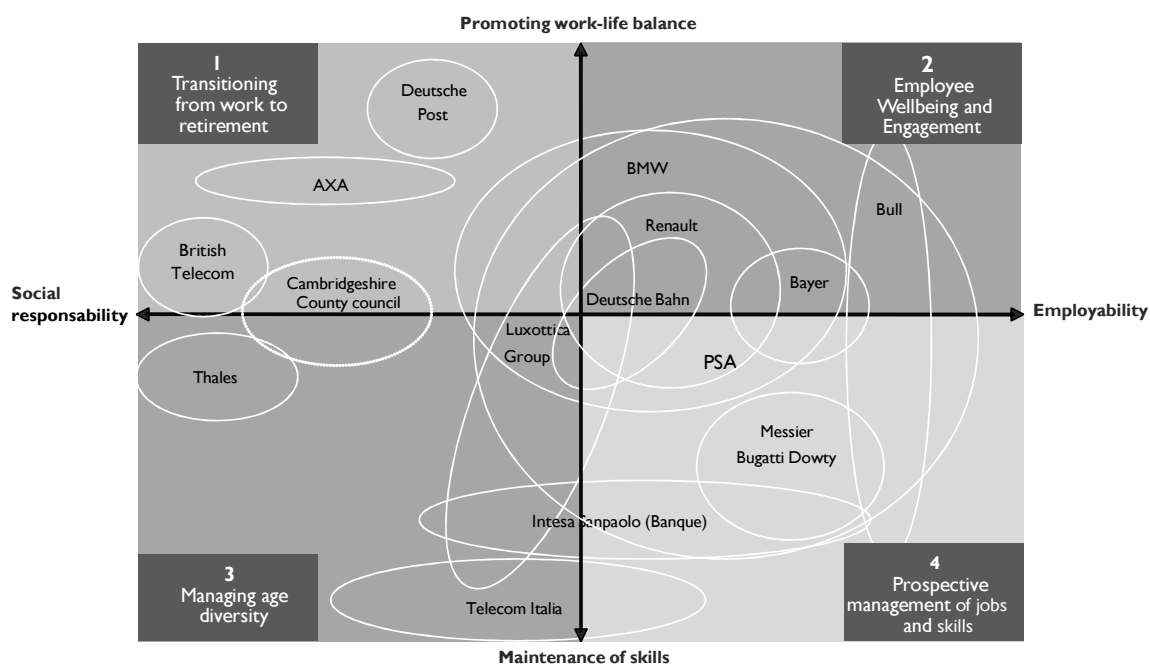 Promoting work-life balance
1
Transitioning
from work to
retirement
2
Employee
Wellbeing and
Engagement
Deutsche
Post
BMW
AXA
Bull
Renault
British
Telecom
Cambridgeshire
County council
Bayer
Deutsche Bahn
Social
responsability
Employability
Luxottica
Group
PSA
Thales
Messier
Bugatti Dowty
Intesa Sanpaolo (Banque)
3
Managing age
diversity
4
Prospective
management of jobs
and skills
Telecom Italia
Maintenance of skills